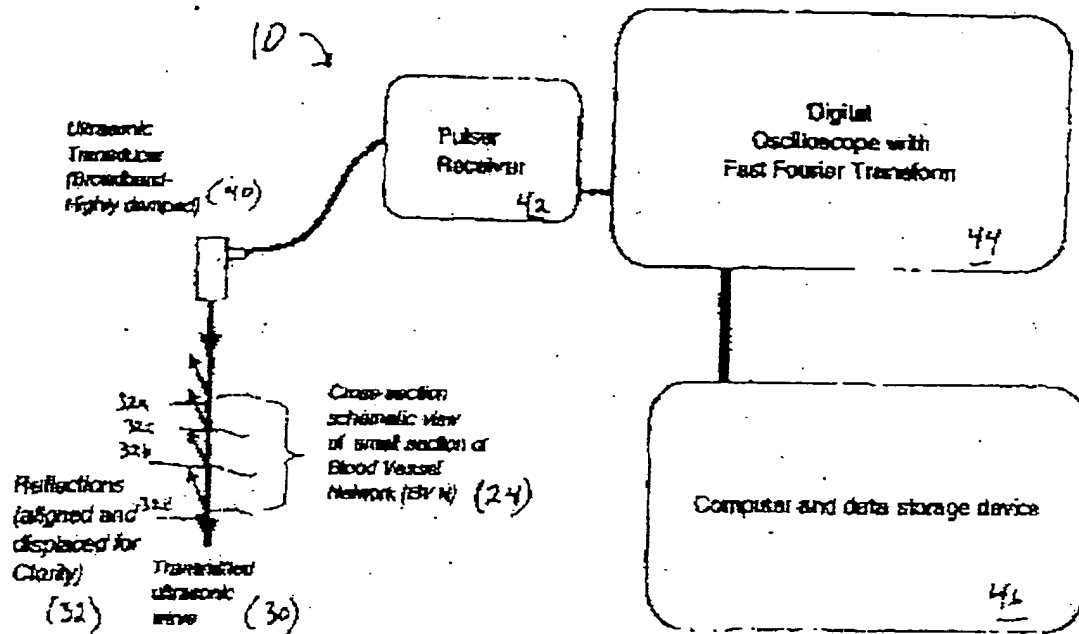 10
Ultrasonic
Transducer
(Broadband-
Highly damped) (40)
Pulser
Receiver
42
Digital
Oscilloscope with
Fast Fourier Transform
44
32a
32c
32b
32d
Cross-section
schematic view
of small section of
Blood Vessel
Network (BVN) (24)
Reflections
(aligned and
displaced for
Clarity)
(32)
Transmitted
ultrasonic
wave (30)
Computer and data storage device